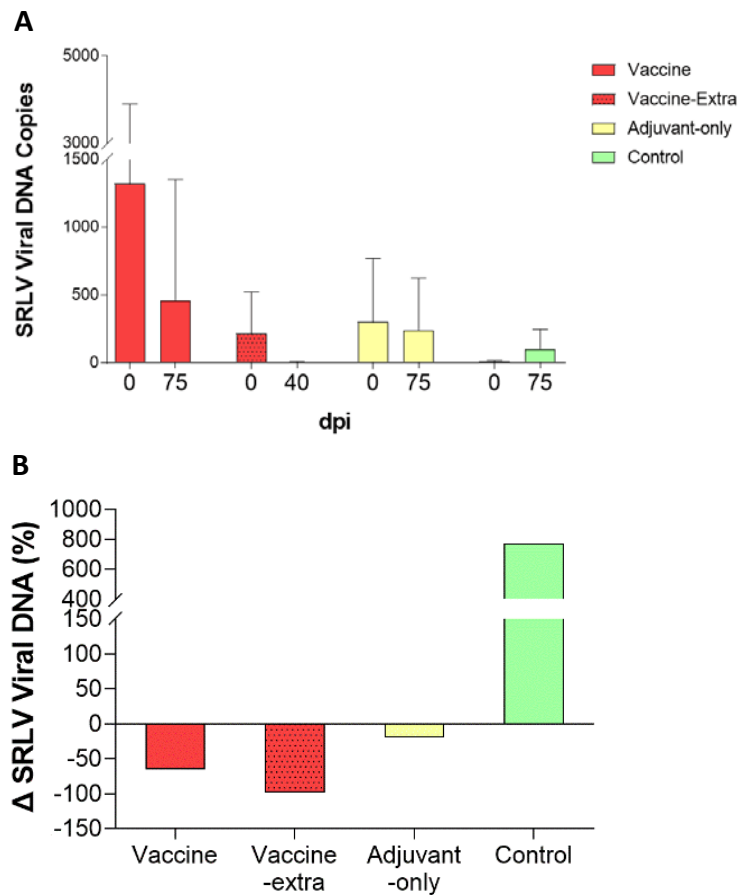 A
SRLV Viral DNA Copies
5000
3000
1500
1000
500
0
0 75 0 40 0 75 0 75
dpi
Vaccine
Vaccine-Extra
Adjuvant-only
Control
B
Δ SRLV Viral DNA (%)
1000
800
600
400
150
100
50
0
-50
-100
-150
Vaccine Vaccine Adjuvant Control
-extra -only